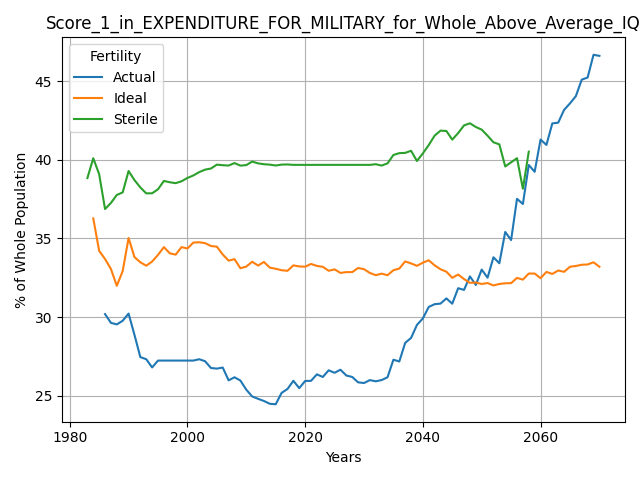 Score_1_in_EXPENDITURE_FOR_MILITARY_for_Whole_Above_Average_IQ
Fertility
Actual
Ideal
Sterile
% of Whole Population
45
40
35
30
25
1980
2000
2020
2040
2060
Years